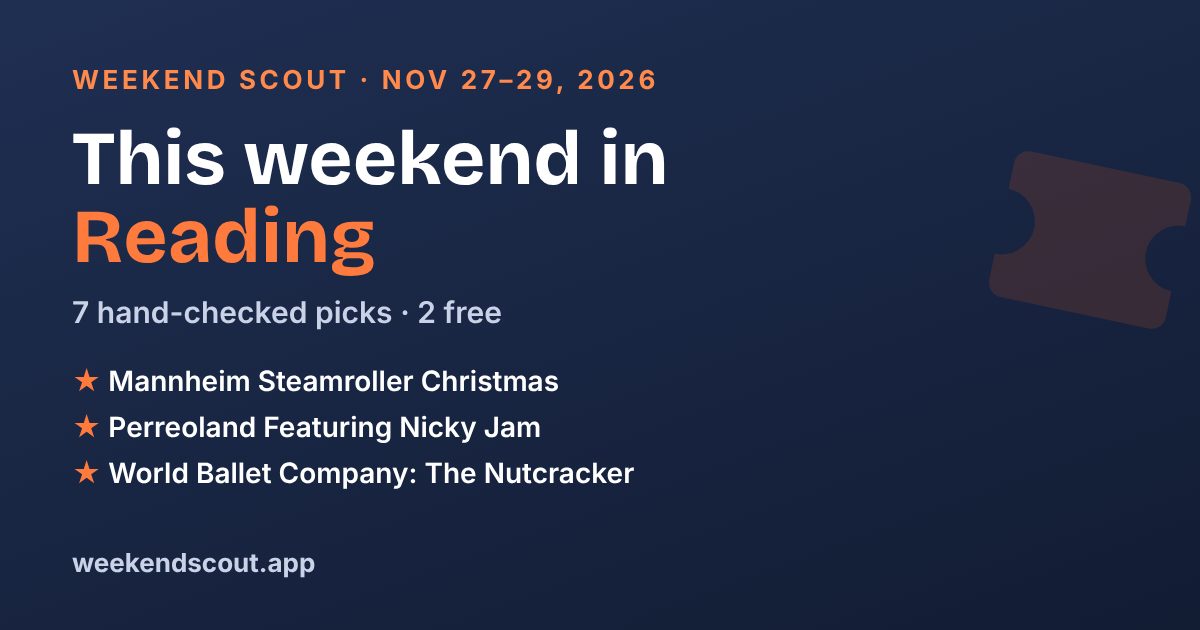 WEEKEND SCOUT · NOV 27–29, 2026
This weekend in
Reading
7 hand-checked picks · 2 free
★ Mannheim Steamroller Christmas
★ Perreoland Featuring Nicky Jam
★ World Ballet Company: The Nutcracker
weekendscout.app